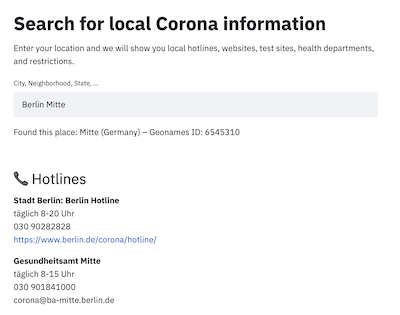 Search for local Corona information
Enter your location and we will show you local hotlines, websites, test sites, health departments,
and restrictions.
City, Neighborhood, State, ...
Berlin Mitte
Found this place: Mitte (Germany) – Geonames ID: 6545310
Hotlines
Stadt Berlin: Berlin Hotline
täglich 8-20 Uhr
030 90282828
https://www.berlin.de/corona/hotline/
Gesundheitsamt Mitte
täglich 8-15 Uhr
030 901841000
corona@ba-mitte.berlin.de